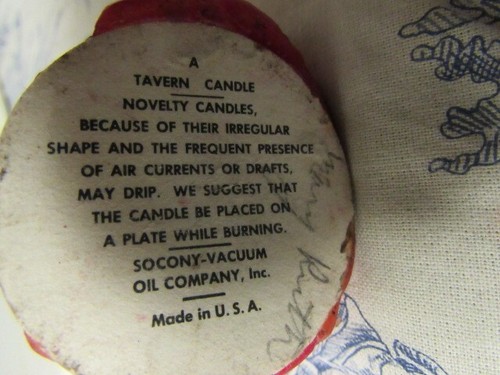 A
TAVERN CANDLE
NOVELTY CANDLES,
BECAUSE OF THEIR IRREGULAR
SHAPE AND THE FREQUENT PRESENCE
OF AIR CURRENTS OR DRAFTS,
MAY DRIP. WE SUGGEST THAT
THE CANDLE BE PLACED ON
A PLATE WHILE BURNING.
SOCONY-VACUUM
OIL COMPANY, Inc.
Made in U. S. A.
Mary Ruth